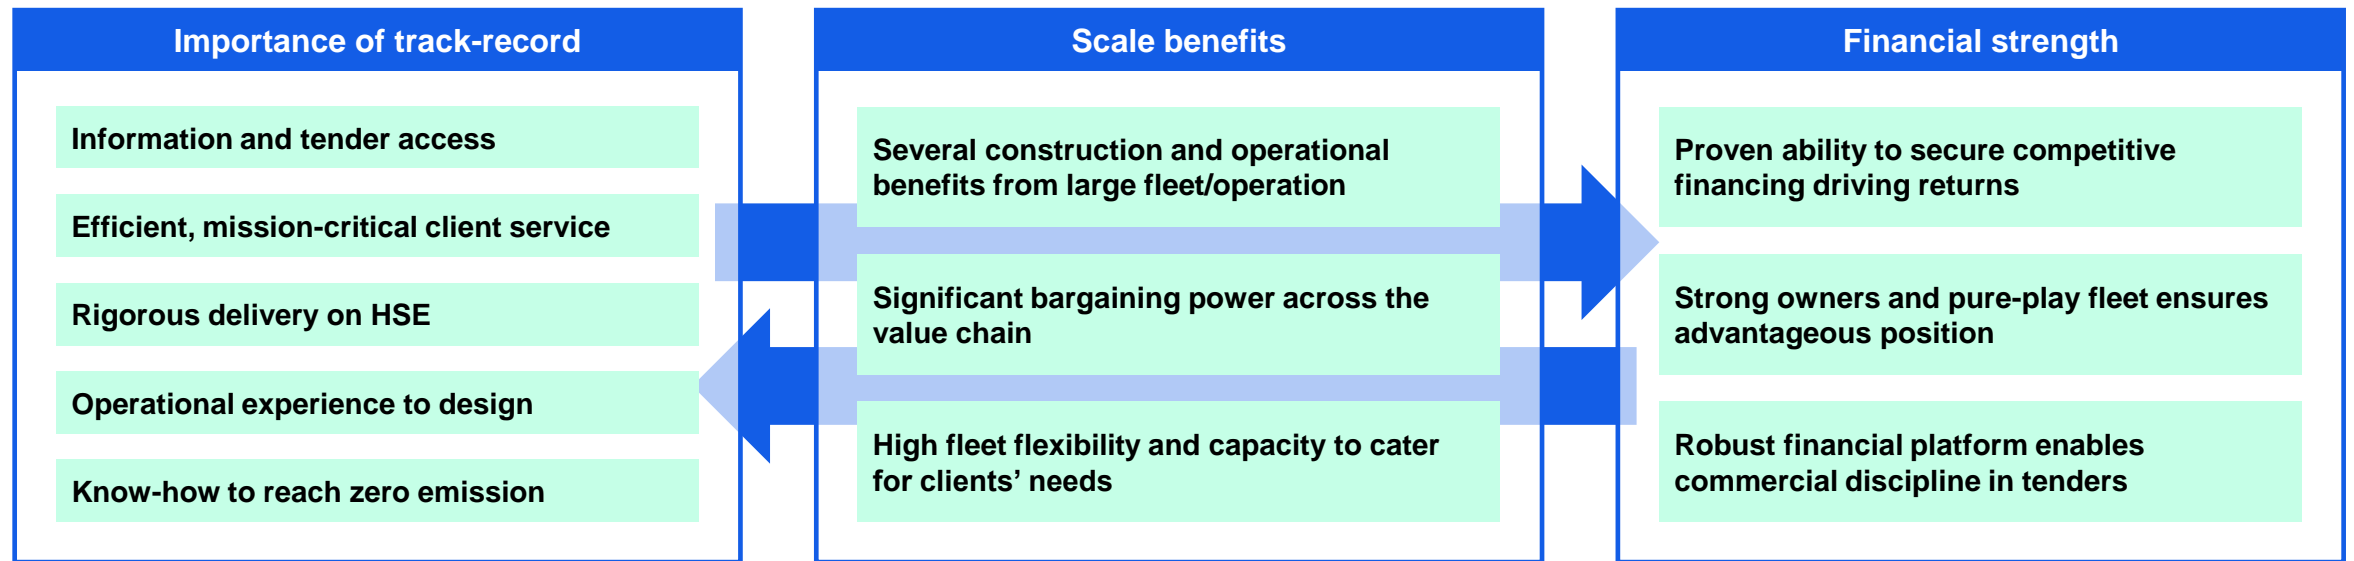 Importance of track-record
Information and tender access
Efficient, mission-critical client service
Rigorous delivery on HSE
Operational experience to design
Know-how to reach zero emission
Scale benefits
Several construction and operational
benefits from large fleet/operation
Significant bargaining power across the
value chain
High fleet flexibility and capacity to cater
for clients’ needs
Financial strength
Proven ability to secure competitive
financing driving returns
Strong owners and pure-play fleet ensures
advantageous position
Robust financial platform enables
commercial discipline in tenders